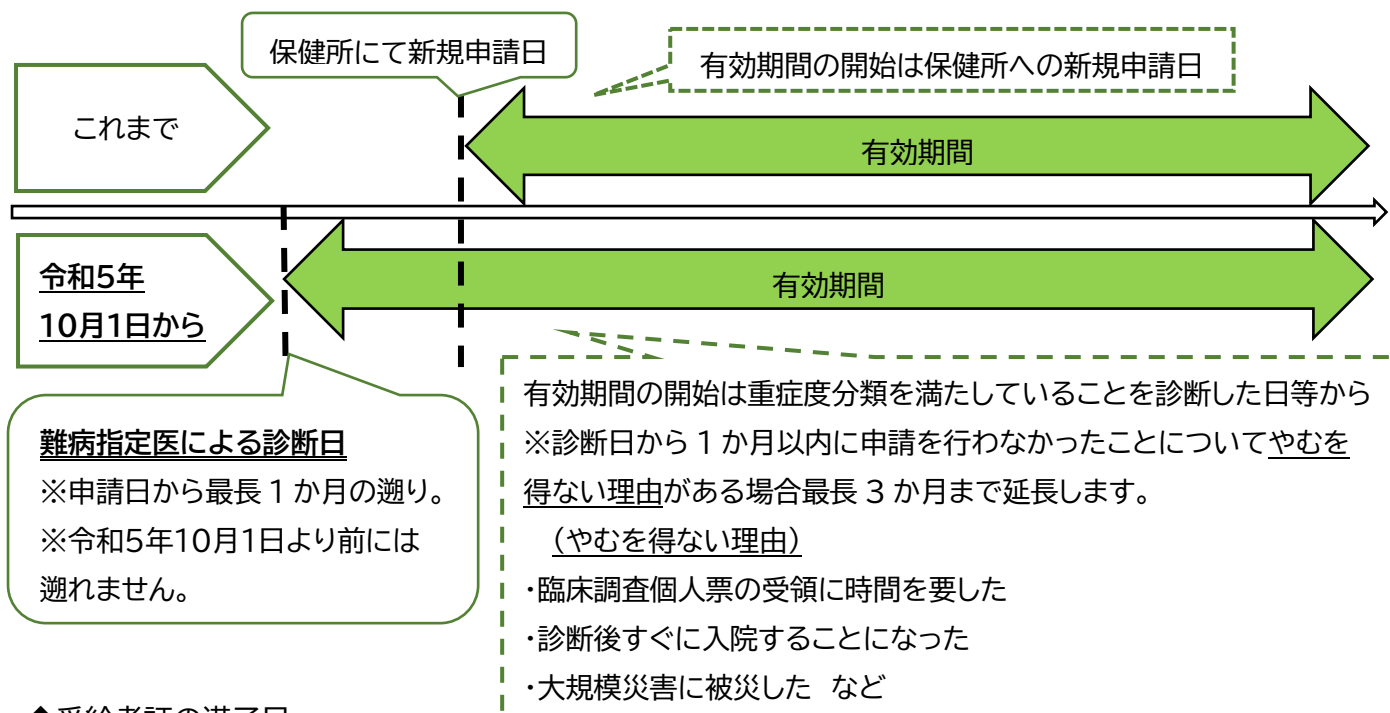 保健所にて新規申請日
有効期間の開始は保健所への新規申請日
これまで
有効期間
令和5年
10月1日から
有効期間
難病指定医による診断日
※申請日から最長1か月の遡り。
※令和5年10月1日より前には
遡れません。
有効期間の開始は重症度分類を満たしていることを診断した日等から
※診断日から1か月以内に申請を行わなかったことについてやむを
得ない理由がある場合最長3か月まで延長します。
（やむを得ない理由）
・臨床調査個人票の受領に時間を要した
・診断後すぐに入院することになった
・大規模災害に被災した など